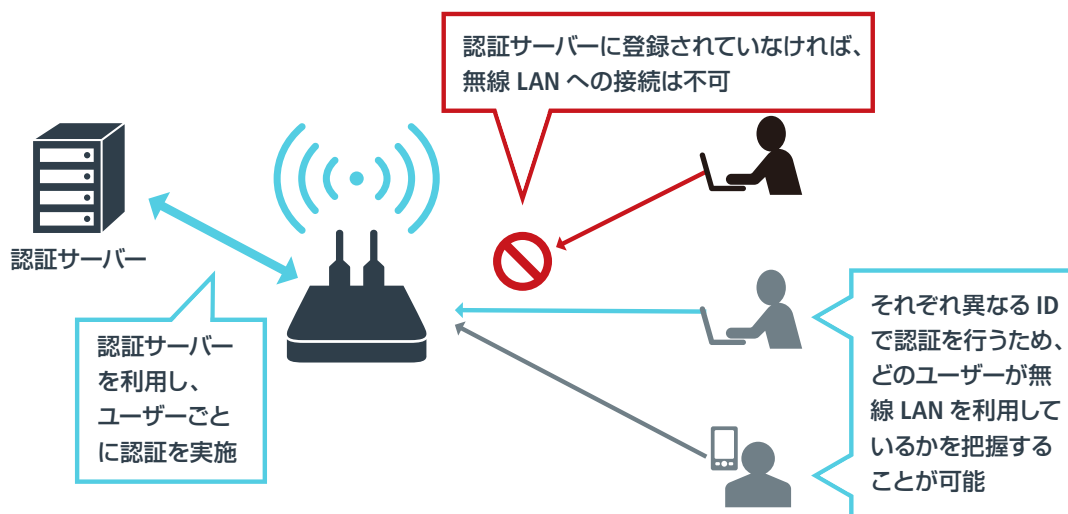 認証サーバーに登録されていなければ、
無線 LAN への接続は不可
認証サーバー
認証サーバー
を利用し、
ユーザーごと
に認証を実施
それぞれ異なる ID
で認証を行うため、
どのユーザーが無
線 LAN を利用して
いるかを把握する
ことが可能